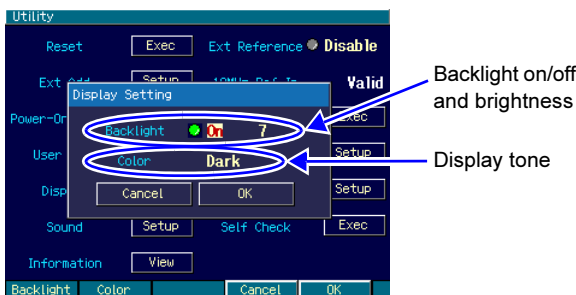 Utility
Reset Exec Ext Reference Disable
Ext Add Setup 10MHz Ref In Valid
Display Setting
Power-On Exec
Backlight On 7
User Setup
Color Dark
Disp Cancel OK Setup
Sound Setup Self Check Exec
Information View
Backlight Color Cancel OK
Backlight on/off
and brightness
Display tone